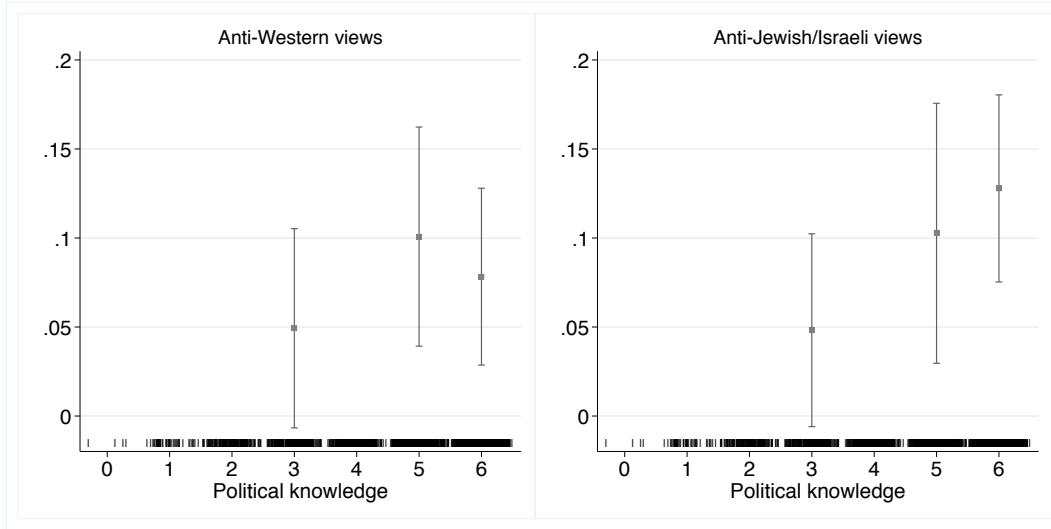 Anti-Western views
.2
.15
.1
.05
0
0 1 2 3 4 5 6
Political knowledge
Anti-Jewish/Israeli views
.2
.15
.1
.05
0
0 1 2 3 4 5 6
Political knowledge